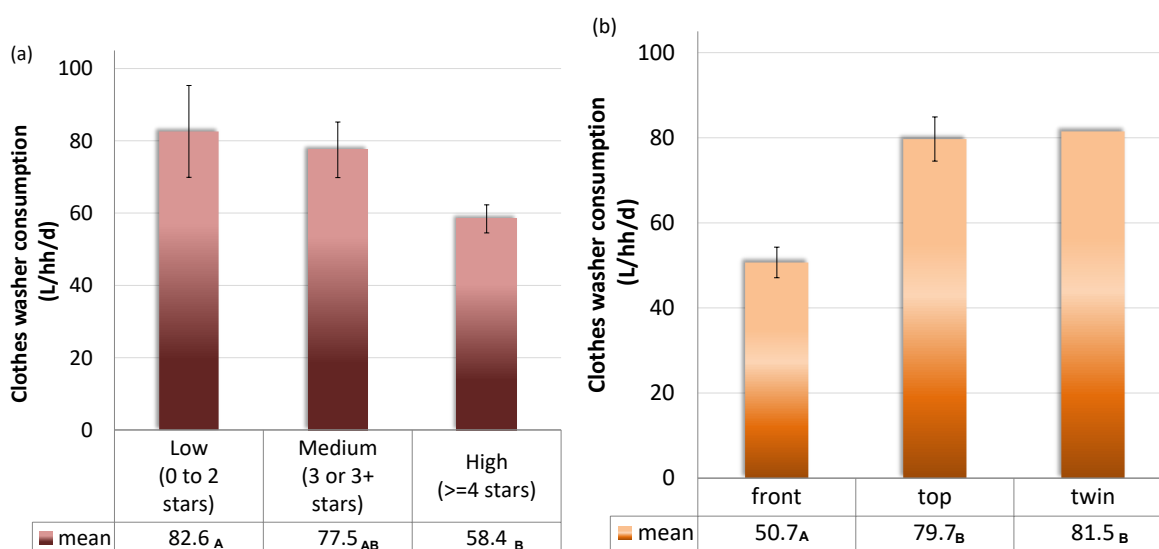 (a)
Clothes washer consumption
(L/hh/d)
100
80
60
40
20
0
Low
(0 to 2
stars)
Medium
(3 or 3+
stars)
High
(>=4 stars)
mean 82.6 A 77.5 AB 58.4 B
(b)
Clothes washer consumption
(L/hh/d)
100
80
60
40
20
0
front top twin
mean 50.7A 79.7B 81.5 B